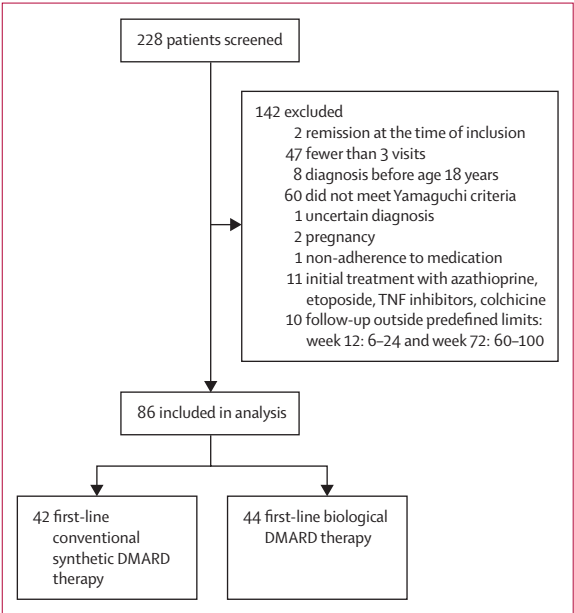 228 patients screened
142 excluded
2 remission at the time of inclusion
47 fewer than 3 visits
8 diagnosis before age 18 years
60 did not meet Yamaguchi criteria
1 uncertain diagnosis
2 pregnancy
1 non-adherence to medication
11 initial treatment with azathioprine,
etoposide, TNF inhibitors, colchicine
10 follow-up outside predefined limits:
week 12: 6–24 and week 72: 60–100
86 included in analysis
42 first-line
conventional
synthetic DMARD
therapy
44 first-line biological
DMARD therapy